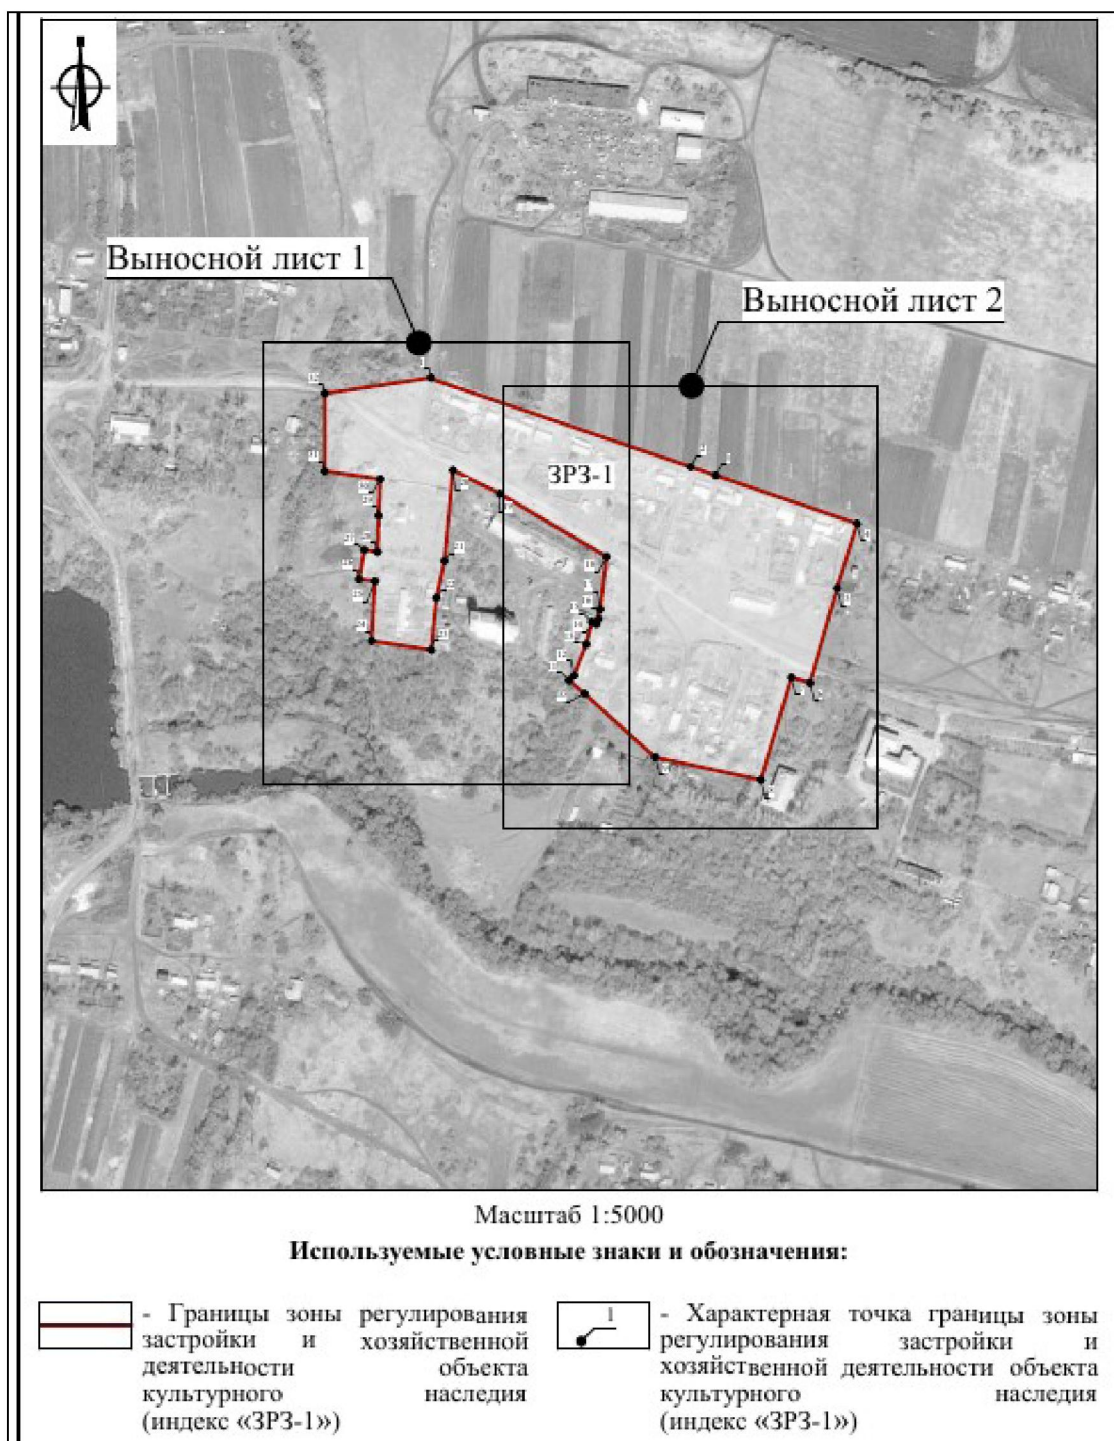 Выносной лист 1
Выносной лист 2
1
ЗРЗ-1
Масштаб 1:5000
Используемые условные знаки и обозначения:
- Границы зоны регулирования
застройки и хозяйственной
деятельности объекта
культурного наследия
(индекс «ЗРЗ-1»)
1
- Характерная точка границы зоны
регулирования застройки и
хозяйственной деятельности объекта
культурного наследия
(индекс «ЗРЗ-1»)